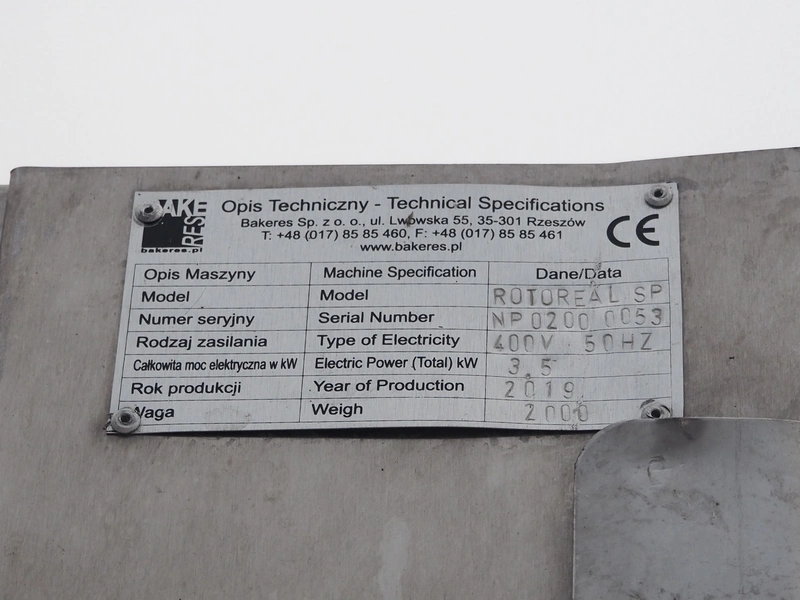 BAKE
RES
bakeres.pl
Opis Techniczny - Technical Specifications
Bakeres Sp. z o. o., ul. Lwowska 55, 35-301 Rzeszów
T: +48 (017) 85 85 460, F: +48 (017) 85 85 461
www.bakeres.pl
CE
Opis Maszyny Machine Specification Dane/Data
Model Model ROTOREAL SP
Numer seryjny Serial Number NP0200 0053
Rodzaj zasilania Type of Electricity 400V 50HZ
Całkowita moc elektryczna w kW Electric Power (Total) kW 3,5
Rok produkcji Year of Production 2019
Waga Weigh 2000